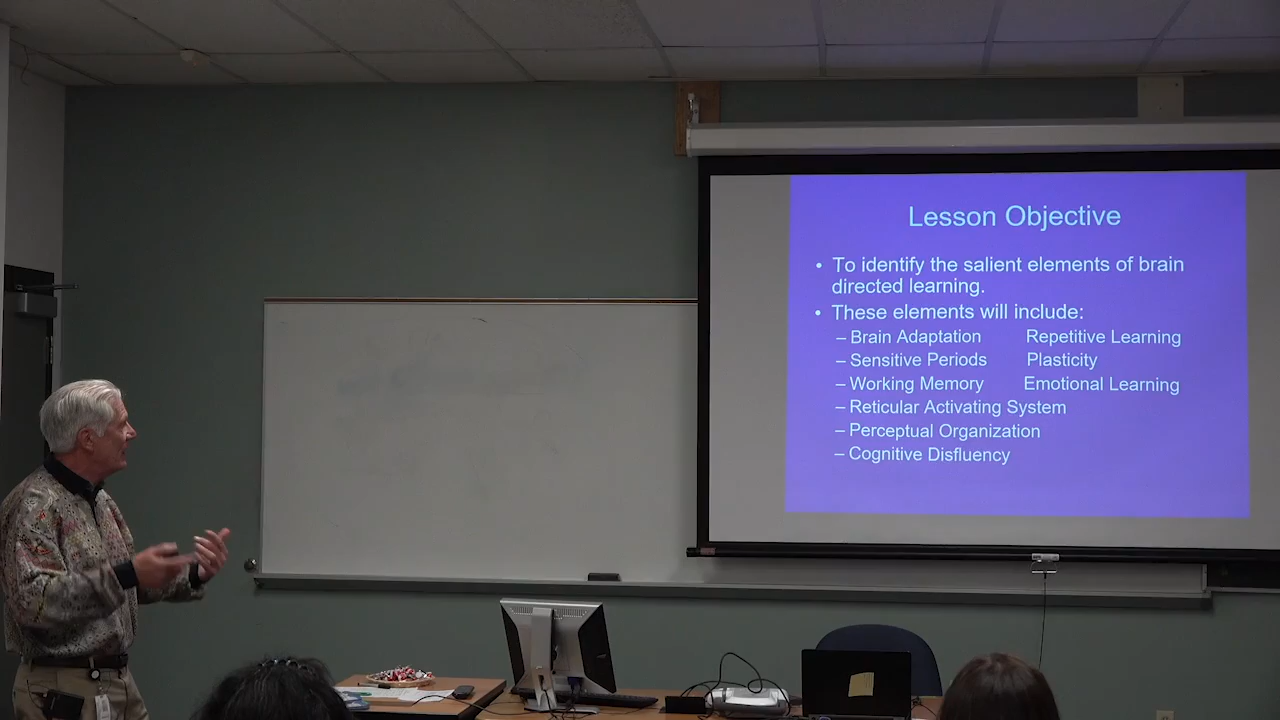 Lesson Objective
• To identify the salient elements of brain
directed learning.
• These elements will include:
– Brain Adaptation Repetitive Learning
– Sensitive Periods Plasticity
– Working Memory Emotional Learning
– Reticular Activating System
– Perceptual Organization
– Cognitive Disfluency